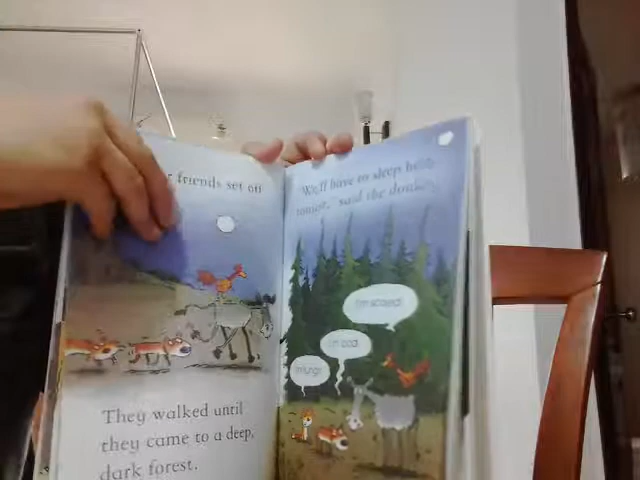 r friends set off
They walked until
they came to a deep,
dark forest.
"We'll have to sleep here
tonight," said the donkey.
I'm scared!
I'm cold.